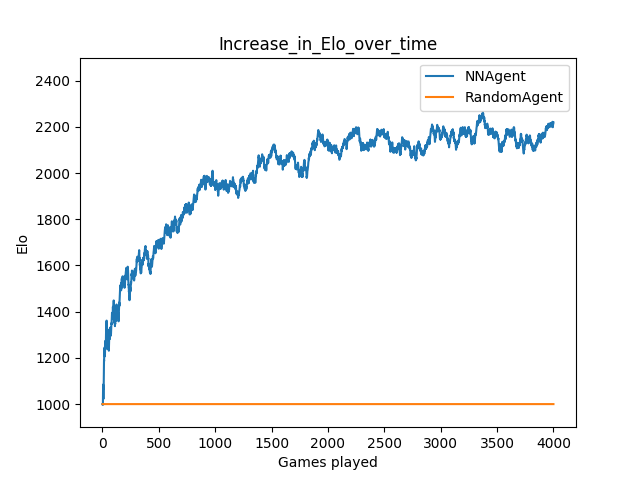 Increase_in_Elo_over_time
NNAgent
RandomAgent
2400
2200
2000
1800
1600
1400
1200
1000
Elo
0 500 1000 1500 2000 2500 3000 3500 4000
Games played